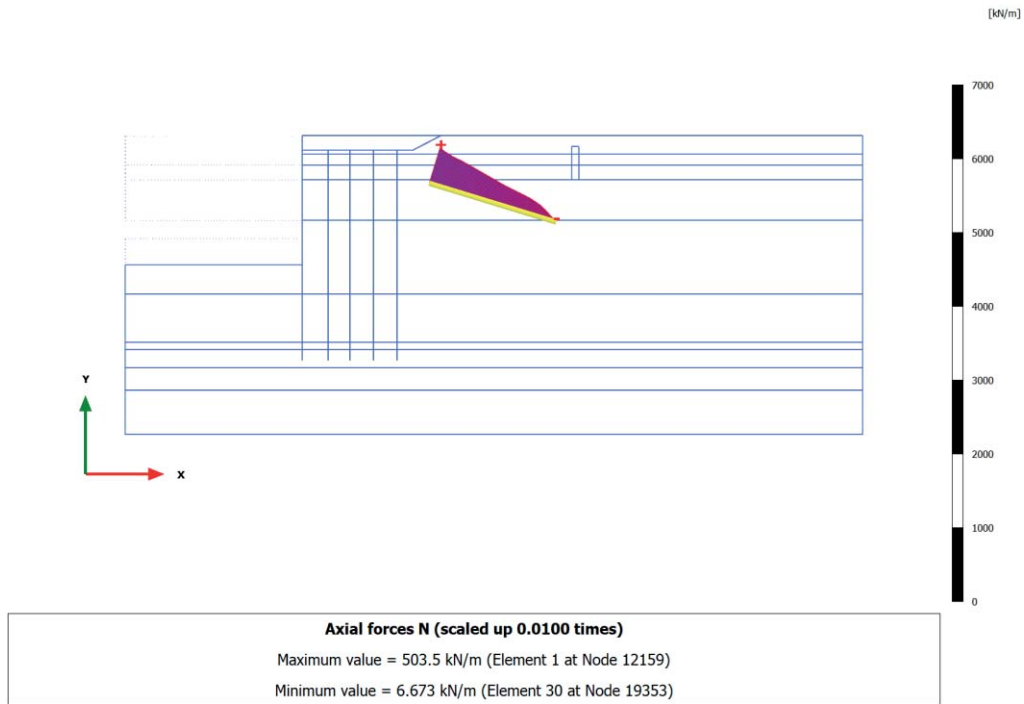 [kN/m]
7000
6000
5000
4000
3000
2000
1000
0
Y
X
Axial forces N (scaled up 0.0100 times)
Maximum value = 503.5 kN/m (Element 1 at Node 12159)
Minimum value = 6.673 kN/m (Element 30 at Node 19353)